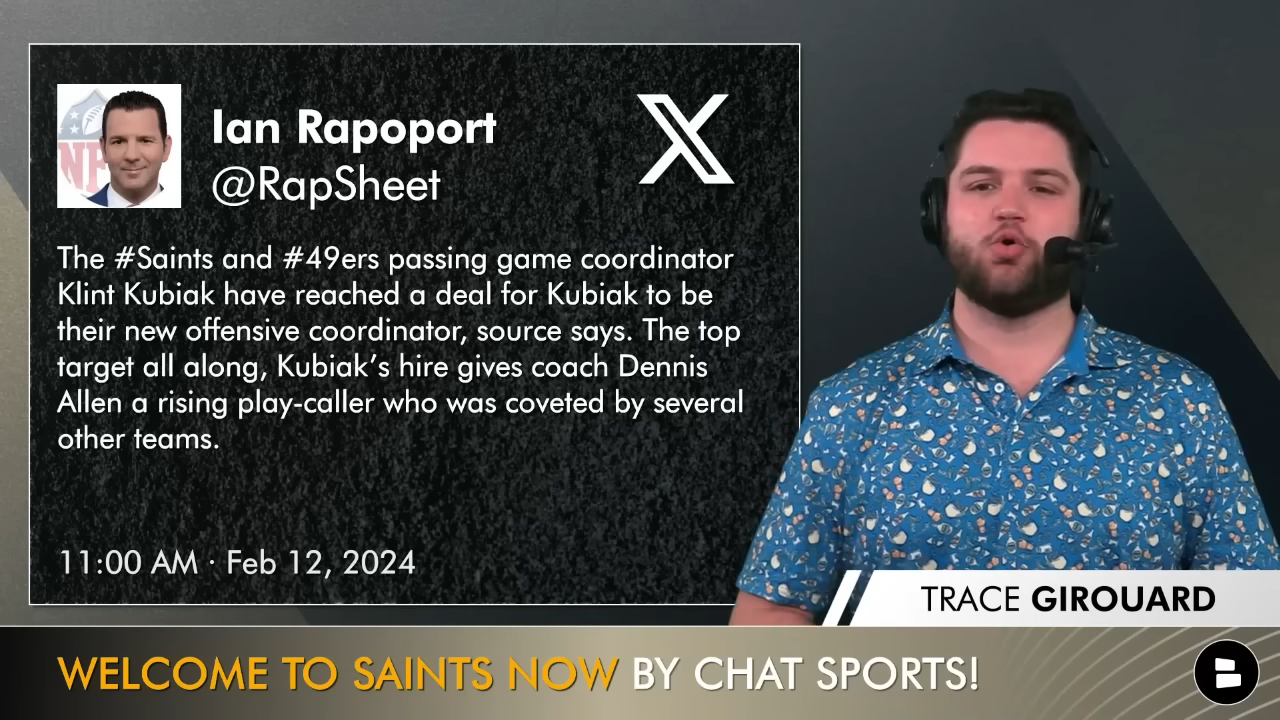 Ian Rapoport
@RapSheet
The #Saints and #49ers passing game coordinator
Klint Kubiak have reached a deal for Kubiak to be
their new offensive coordinator, source says. The top
target all along, Kubiak’s hire gives coach Dennis
Allen a rising play-caller who was coveted by several
other teams.
11:00 AM · Feb 12, 2024
TRACE GIROUARD
WELCOME TO SAINTS NOW BY CHAT SPORTS!